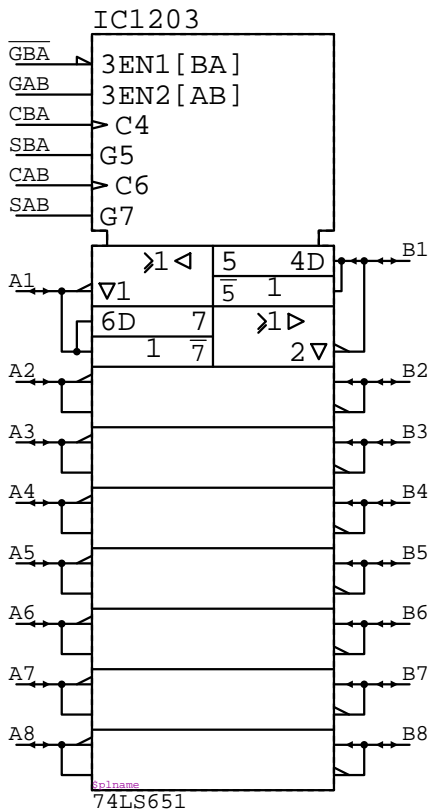 IC1203
GBA
3EN1[BA]
GAB
3EN2[AB]
CBA
C4
SBA
G5
CAB
C6
SAB
G7
≥1 5 4D B1
A1 ▽1 5 1
6D 7 ≥1
1 7 2▽
A2 B2
A3 B3
A4 B4
A5 B5
A6 B6
A7 B7
A8 B8
$plname
74LS651